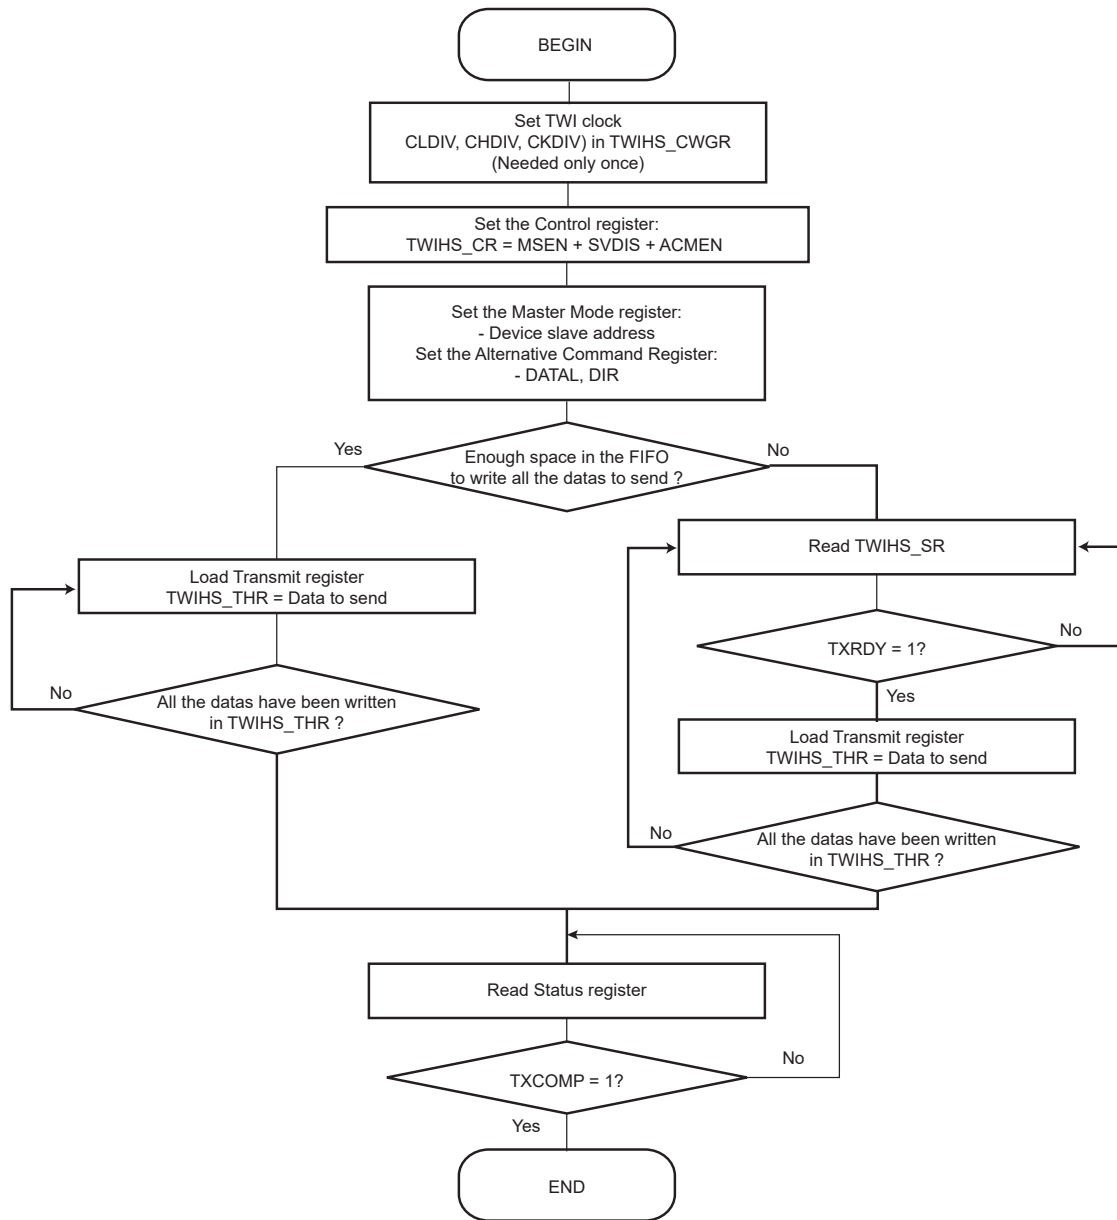 BEGIN
Set TWI clock
CLDIV, CHDIV, CKDIV) in TWIHS_CWGR
(Needed only once)
Set the Control register:
TWIHS_CR = MSEN + SVDIS + ACMEN
Set the Master Mode register:
- Device slave address
Set the Alternative Command Register:
- DATAL, DIR
Yes
Enough space in the FIFO
to write all the datas to send ?
No
Load Transmit register
TWIHS_THR = Data to send
No
All the datas have been written
in TWIHS_THR ?
Read TWIHS_SR
TXRDY = 1?
No
Yes
Load Transmit register
TWIHS_THR = Data to send
No
All the datas have been written
in TWIHS_THR ?
Read Status register
TXCOMP = 1?
No
Yes
END